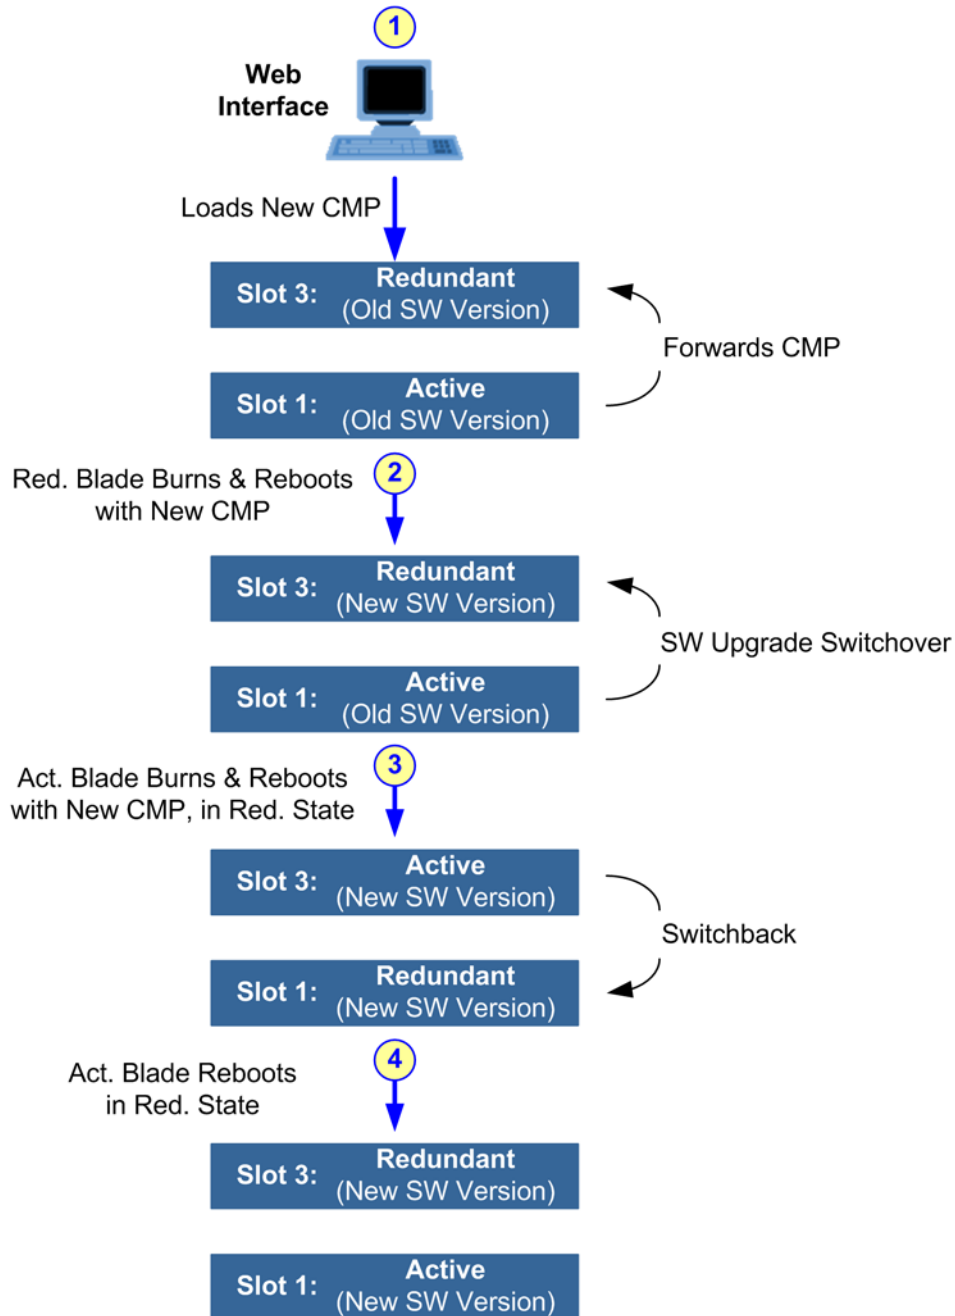 1
Web
Interface
Loads New CMP
Slot 3: Redundant
(Old SW Version)
Forwards CMP
Slot 1: Active
(Old SW Version)
2
Red. Blade Burns & Reboots
with New CMP
Slot 3: Redundant
(New SW Version)
SW Upgrade Switchover
Slot 1: Active
(Old SW Version)
3
Act. Blade Burns & Reboots
with New CMP, in Red. State
Slot 3: Active
(New SW Version)
Switchback
Slot 1: Redundant
(New SW Version)
4
Act. Blade Reboots
in Red. State
Slot 3: Redundant
(New SW Version)
Slot 1: Active
(New SW Version)